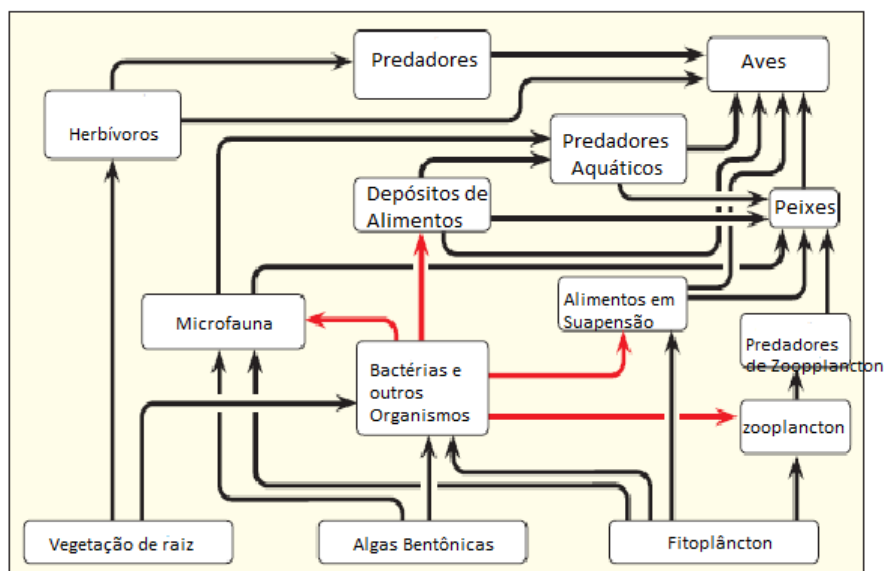 Predadores
Aves
Herbívoros
Predadores
Aquáticos
Depósitos de
Alimentos
Peixes
Microfauna
Alimentos em
Suapensão
Predadores
de Zoopplancton
Bactérias e
outros
Organismos
zooplancton
Vegetação de raiz
Algas Bentônicas
Fitoplâncton